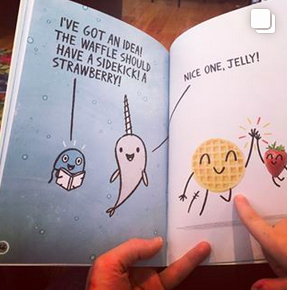 I'VE GOT AN IDEA!
THE WAFFLE SHOULD
HAVE A SIDEKICK! A
STRAWBERRY!
NICE ONE, JELLY!